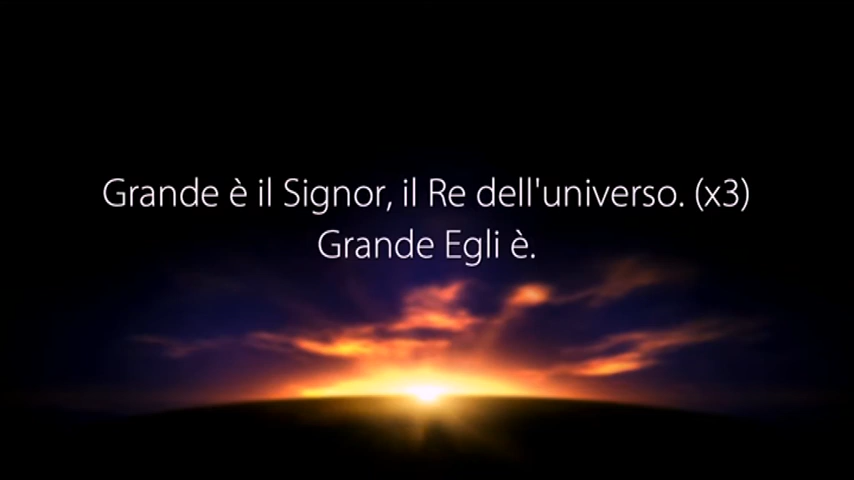 Grande è il Signor, il Re dell'universo. (x3)
Grande Egli è.